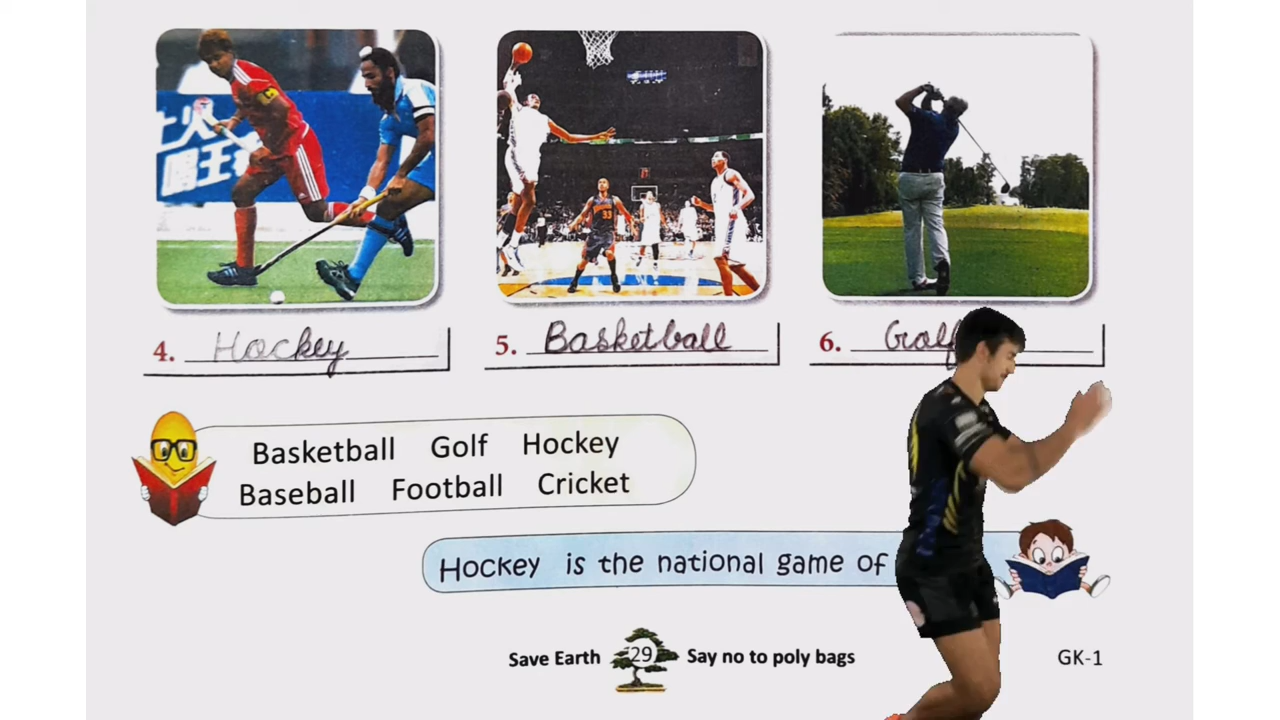 4. Hockey
5. Basketball
6. Golf
Basketball Golf Hockey
Baseball Football Cricket
Hockey is the national game of
Save Earth 29 Say no to poly bags
GK-1